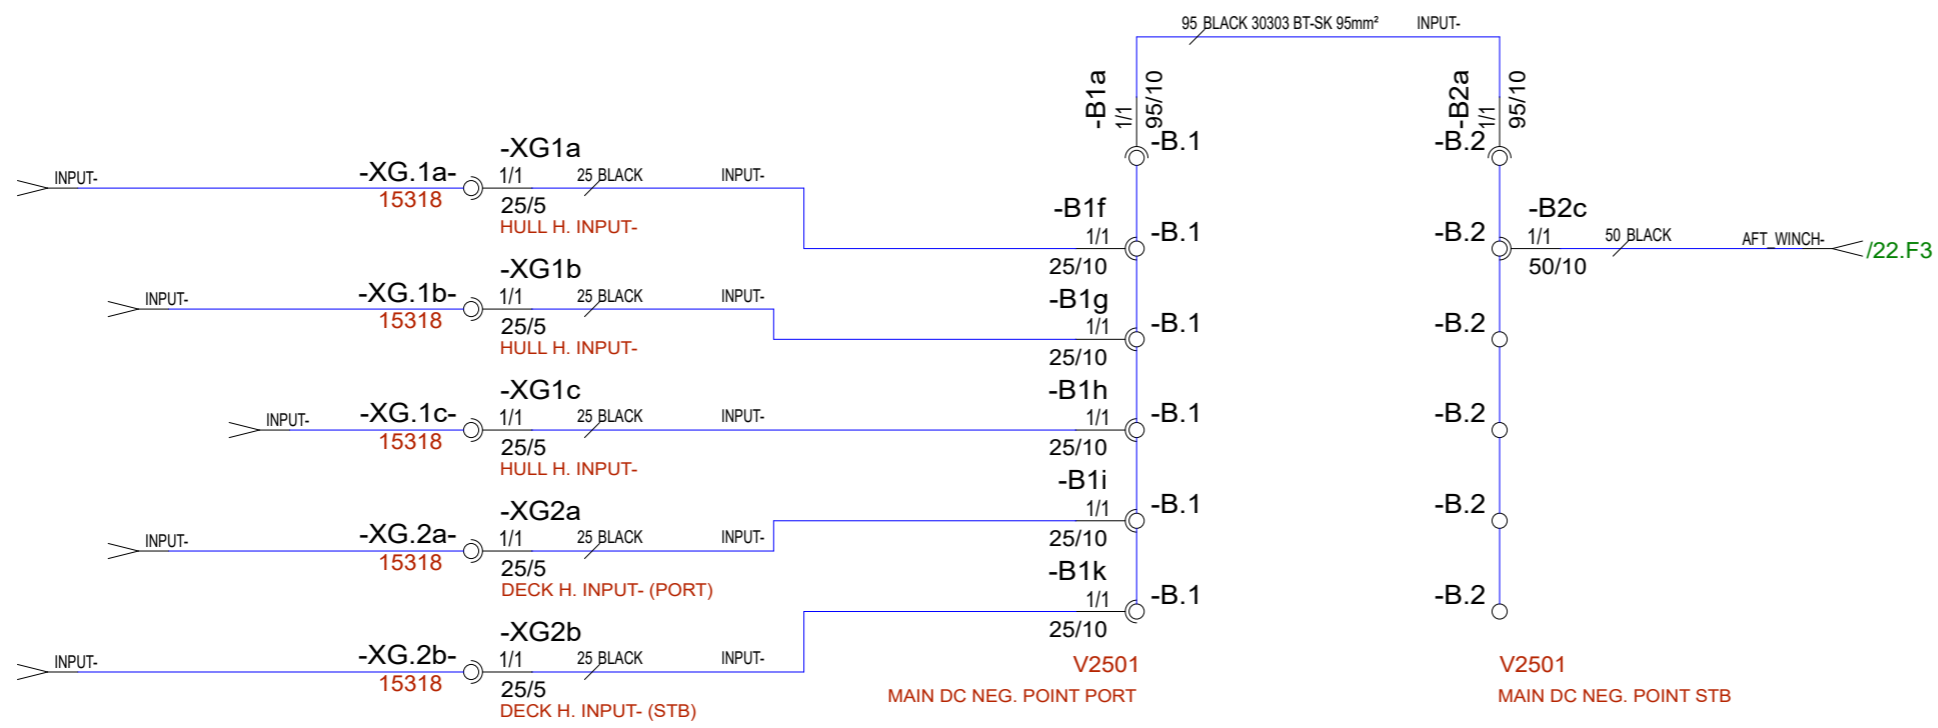 95 BLACK 30303 BT-SK 95mm² INPUT-
-B1a
1/1
95/10
-B2a
1/1
95/10
-B.1
-B.2
INPUT-
-XG.1a-
15318
-XG1a
1/1
25 BLACK
INPUT-
25/5
HULL H. INPUT-
-B1f
1/1
25/10
-B.1
-B.2
-B2c
1/1
50/10
50 BLACK
AFT_WINCH-
/22.F3
INPUT-
-XG.1b-
15318
-XG1b
1/1
25 BLACK
INPUT-
25/5
HULL H. INPUT-
-B1g
1/1
25/10
-B.1
-B.2
INPUT-
-XG.1c-
15318
-XG1c
1/1
25 BLACK
INPUT-
25/5
HULL H. INPUT-
-B1h
1/1
25/10
-B.1
-B.2
INPUT-
-XG.2a-
15318
-XG2a
1/1
25 BLACK
INPUT-
25/5
DECK H. INPUT- (PORT)
-B1i
1/1
25/10
-B.1
-B.2
INPUT-
-XG.2b-
15318
-XG2b
1/1
25 BLACK
INPUT-
25/5
DECK H. INPUT- (STB)
-B1k
1/1
25/10
-B.1
-B.2
V2501
MAIN DC NEG. POINT PORT
V2501
MAIN DC NEG. POINT STB